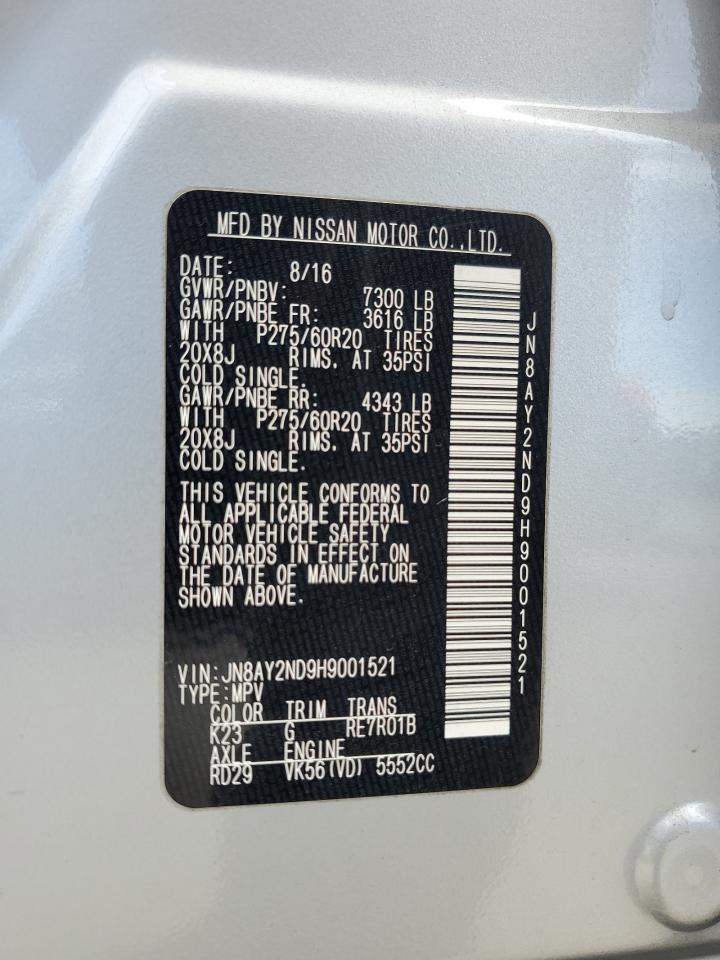 MFD BY NISSAN MOTOR CO.,LTD.
DATE: 8/16
GVWR/PNBV: 7300 LB
GAWR/PNBE FR: 3616 LB
WITH P275/60R20 TIRES
20X8J RIMS. AT 35PSI
COLD SINGLE.
GAWR/PNBE RR: 4343 LB
WITH P275/60R20 TIRES
20X8J RIMS. AT 35PSI
COLD SINGLE.
THIS VEHICLE CONFORMS TO
ALL APPLICABLE FEDERAL
MOTOR VEHICLE SAFETY
STANDARDS IN EFFECT ON
THE DATE OF MANUFACTURE
SHOWN ABOVE.
VIN:JN8AY2ND9H9001521
TYPE:MPV
COLOR TRIM TRANS
K23 G RE7R01B
AXLE ENGINE
RD29 VK56(VD) 5552CC
JN8AY2ND9H9001521